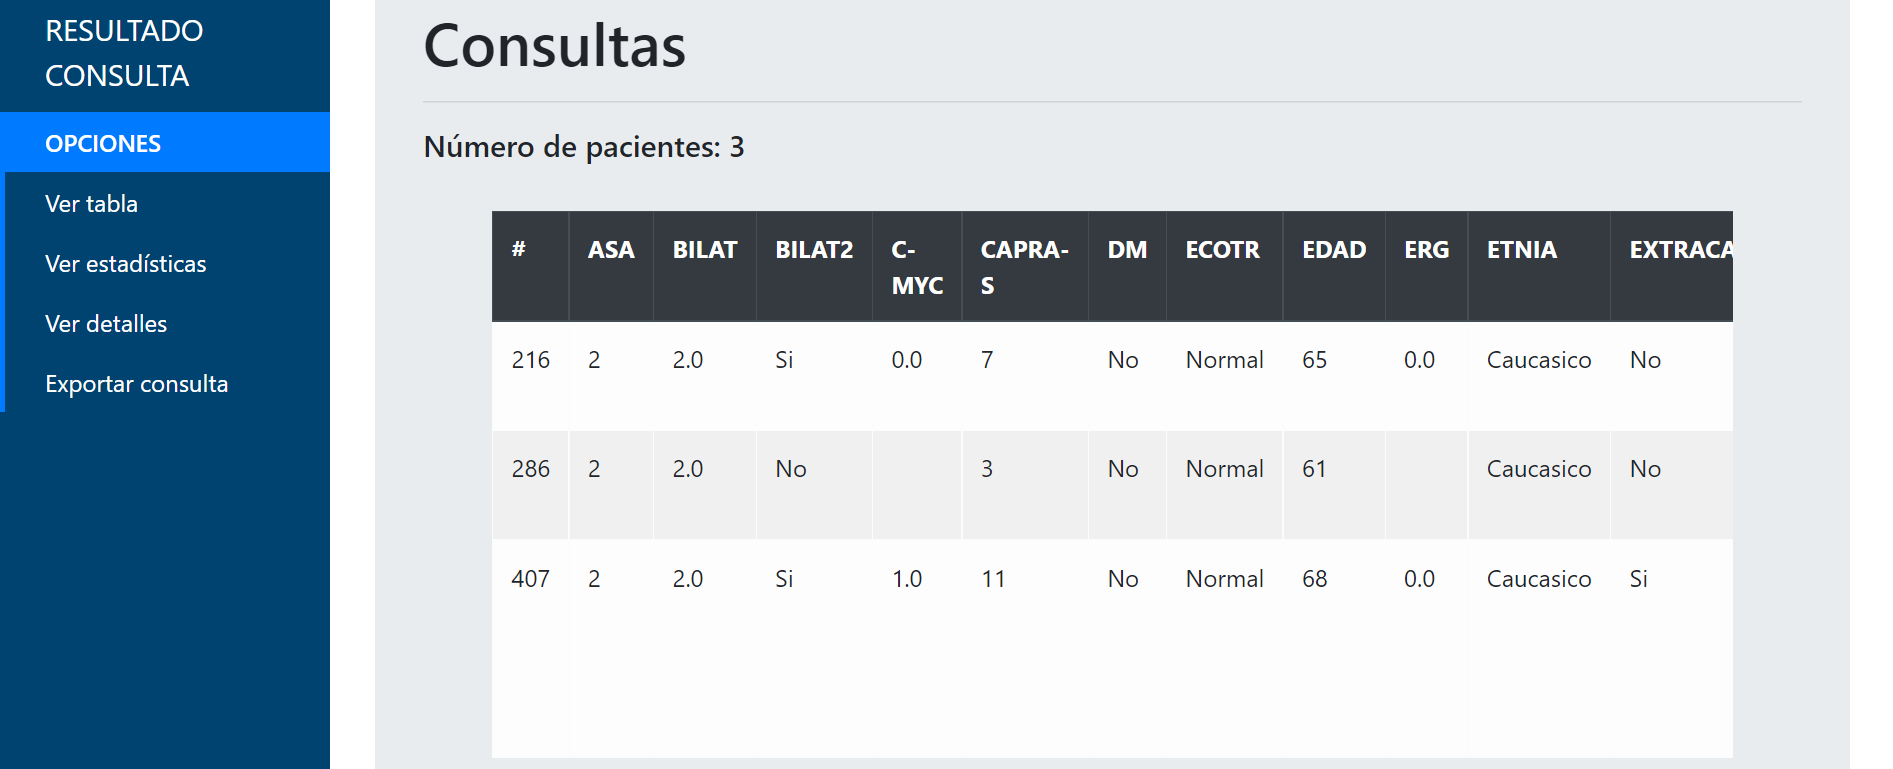 RESULTADO
CONSULTA
OPCIONES
Ver tabla
Ver estadísticas
Ver detalles
Exportar consulta
Consultas
Número de pacientes: 3
# ASA BILAT BILAT2 C-MYC CAPRA-S DM ECOTR EDAD ERG ETNIA EXTRACA
216 2 2.0 Si 0.0 7 No Normal 65 0.0 Caucasico No
286 2 2.0 No 3 No Normal 61 Caucasico No
407 2 2.0 Si 1.0 11 No Normal 68 0.0 Caucasico Si